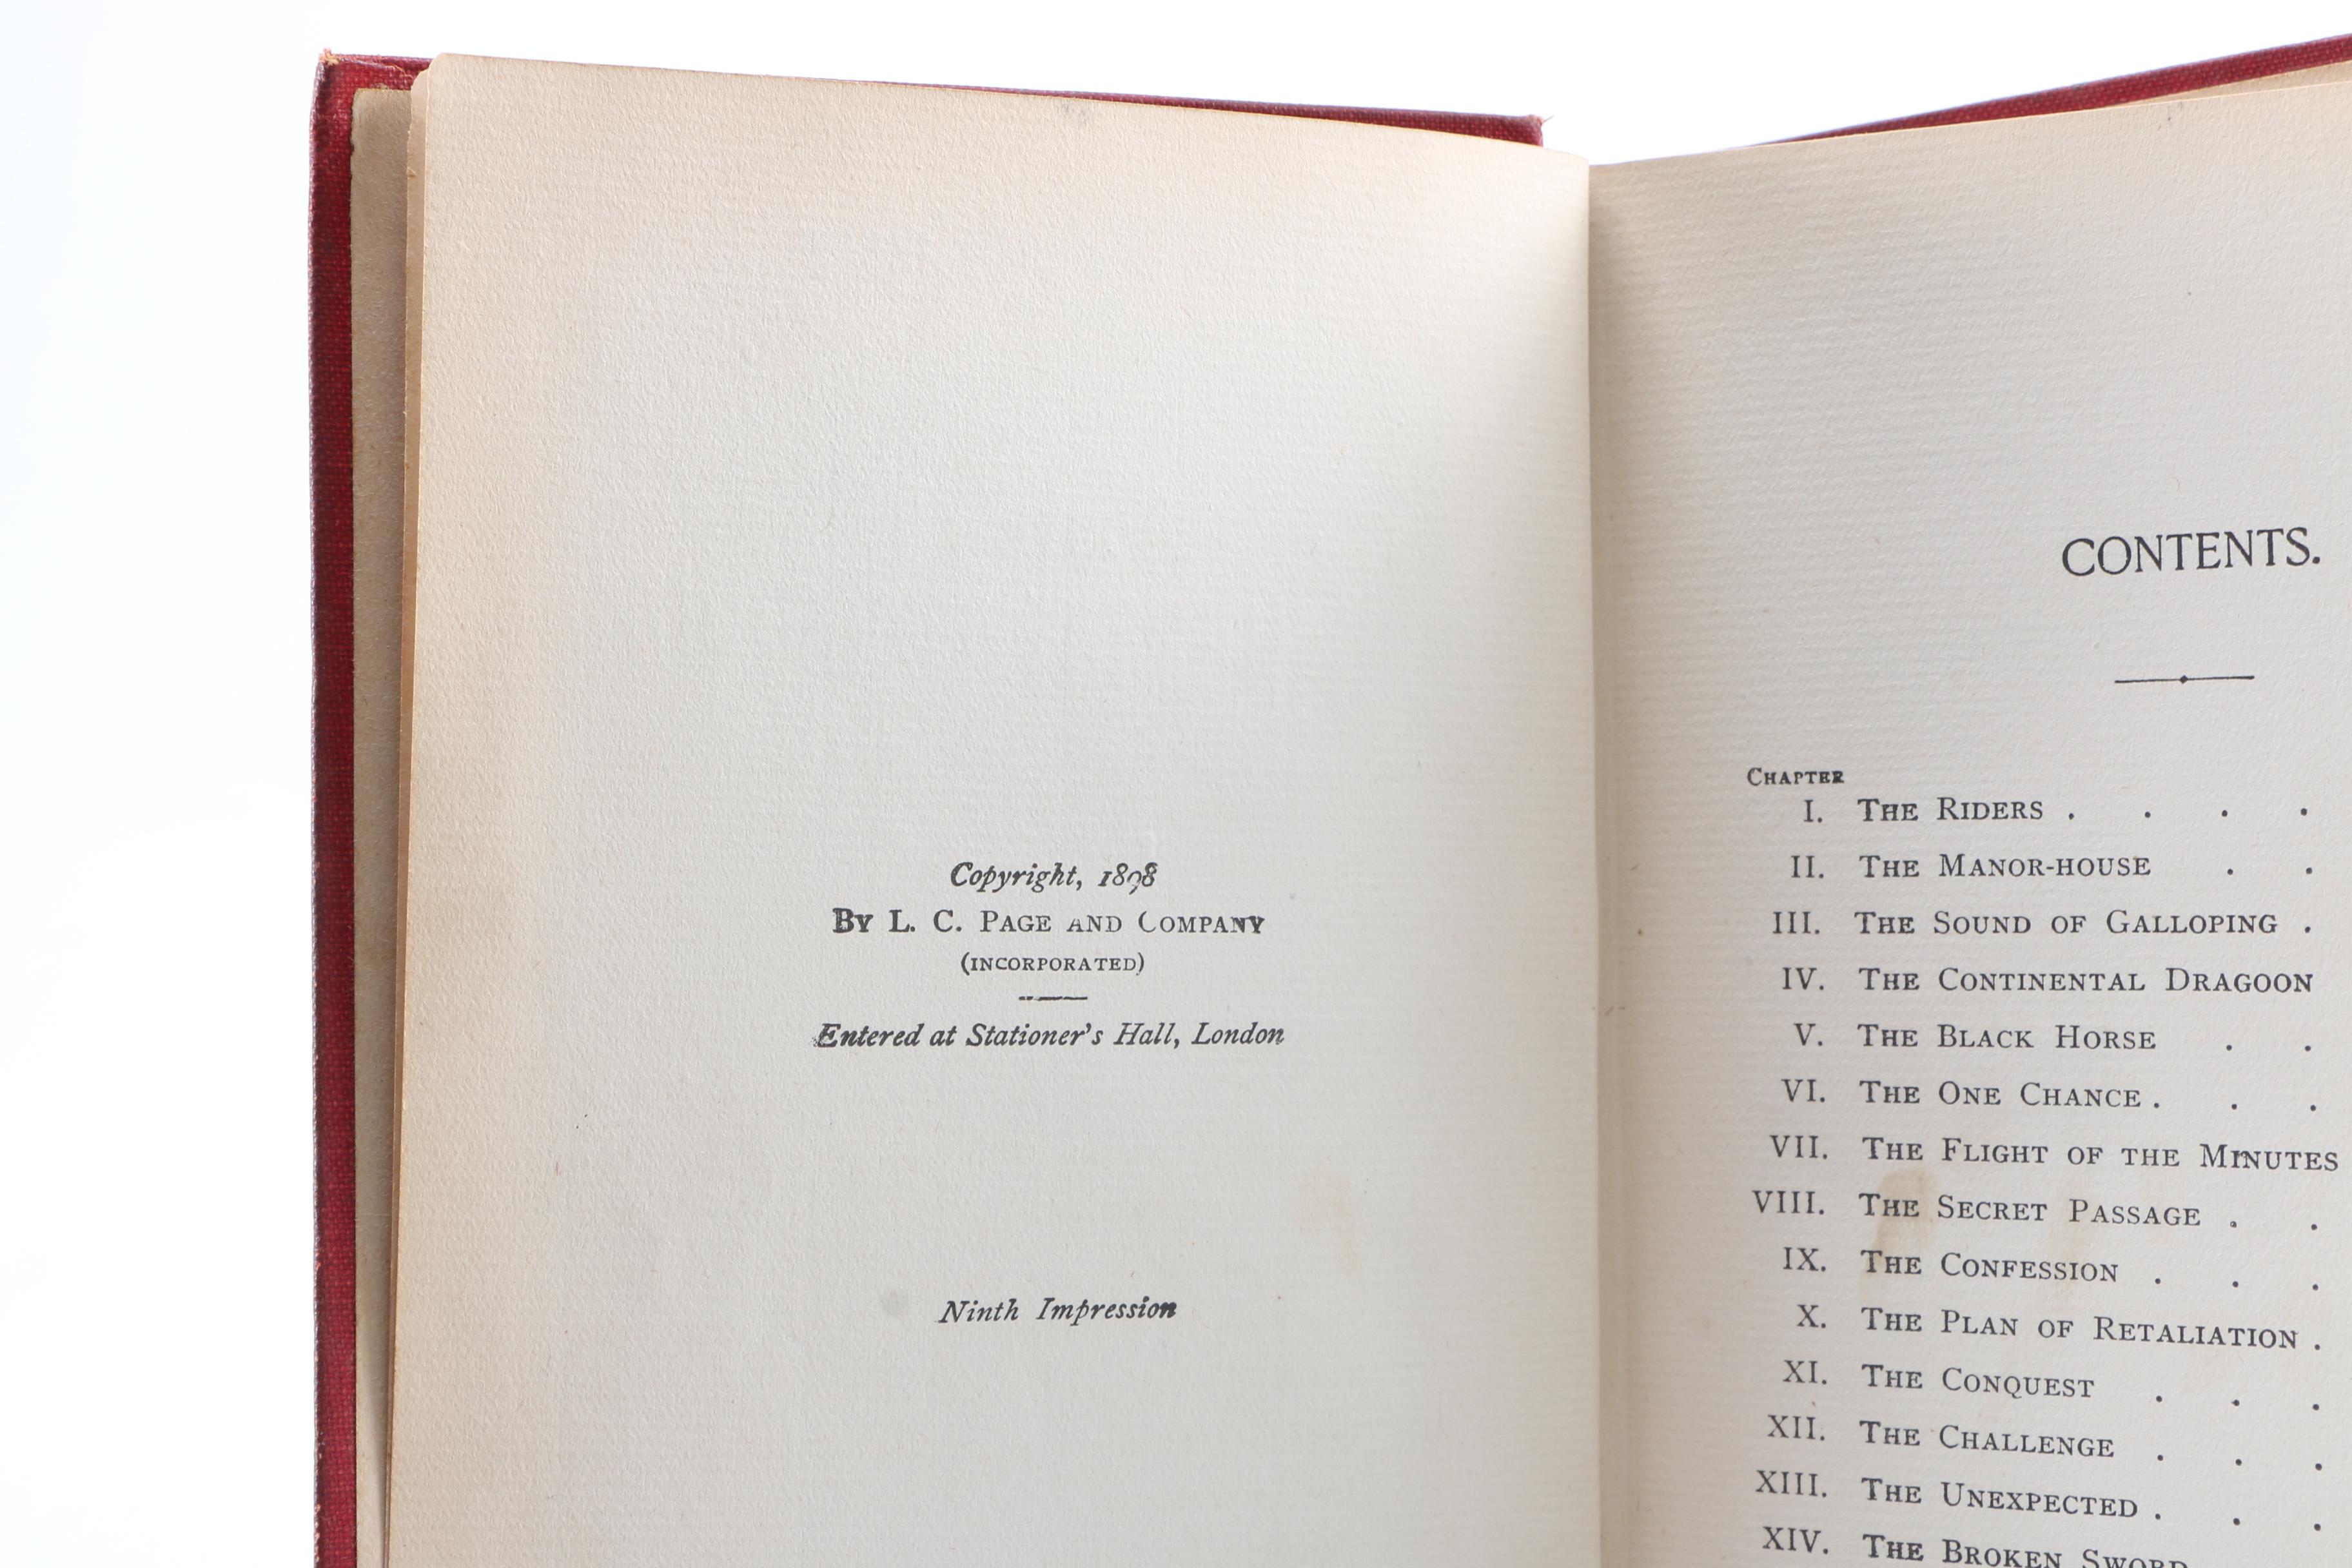 Copyright, 1898
By L. C. Page and Company
(Incorporated)
Entered at Stationer's Hall, London
Ninth Impression
CONTENTS.
Chapter
I. The Riders . . . .
II. The Manor-house . .
III. The Sound of Galloping .
IV. The Continental Dragoon
V. The Black Horse . .
VI. The One Chance . . .
VII. The Flight of the Minutes
VIII. The Secret Passage . .
IX. The Confession . . .
X. The Plan of Retaliation .
XI. The Conquest . . .
XII. The Challenge . . .
XIII. The Unexpected . . .
XIV. The Broken Sword